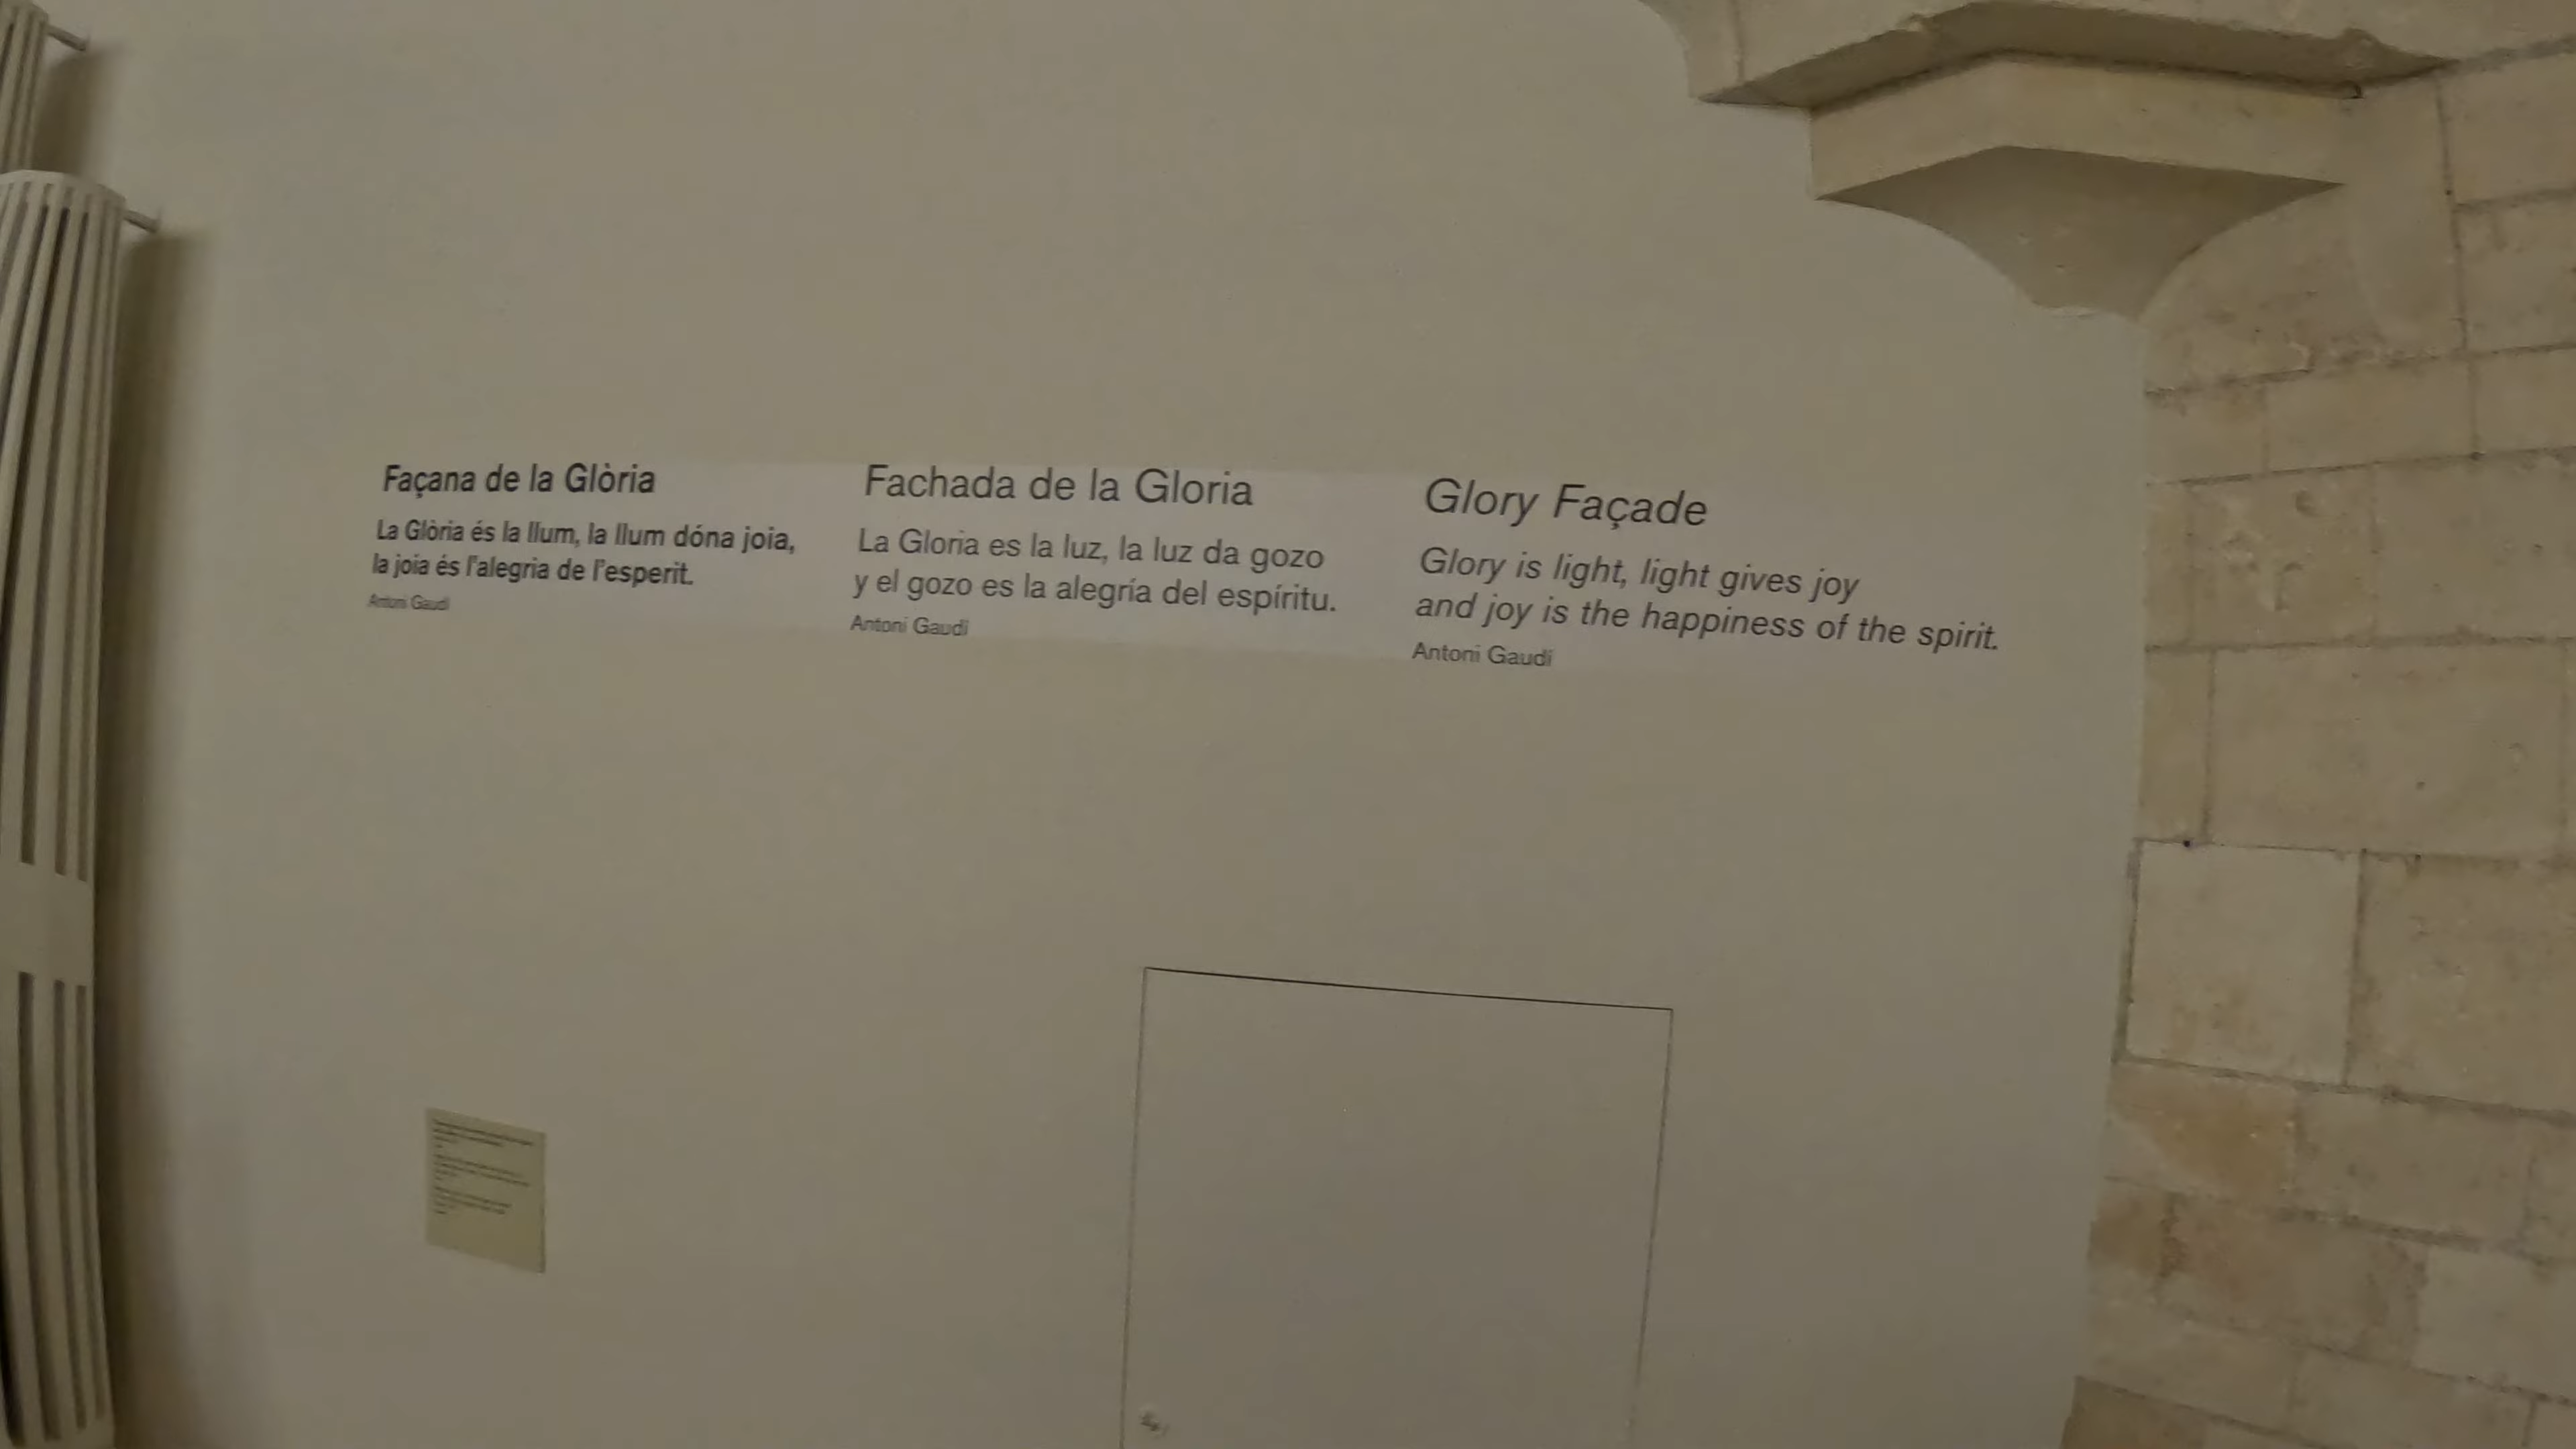 Façana de la Glòria
La Glòria és la llum, la llum dóna joia,
la joia és l'alegria de l'esperit.
Antoni Gaudí
Fachada de la Gloria
La Gloria es la luz, la luz da gozo
y el gozo es la alegría del espíritu.
Antoni Gaudí
Glory Façade
Glory is light, light gives joy
and joy is the happiness of the spirit.
Antoni Gaudí